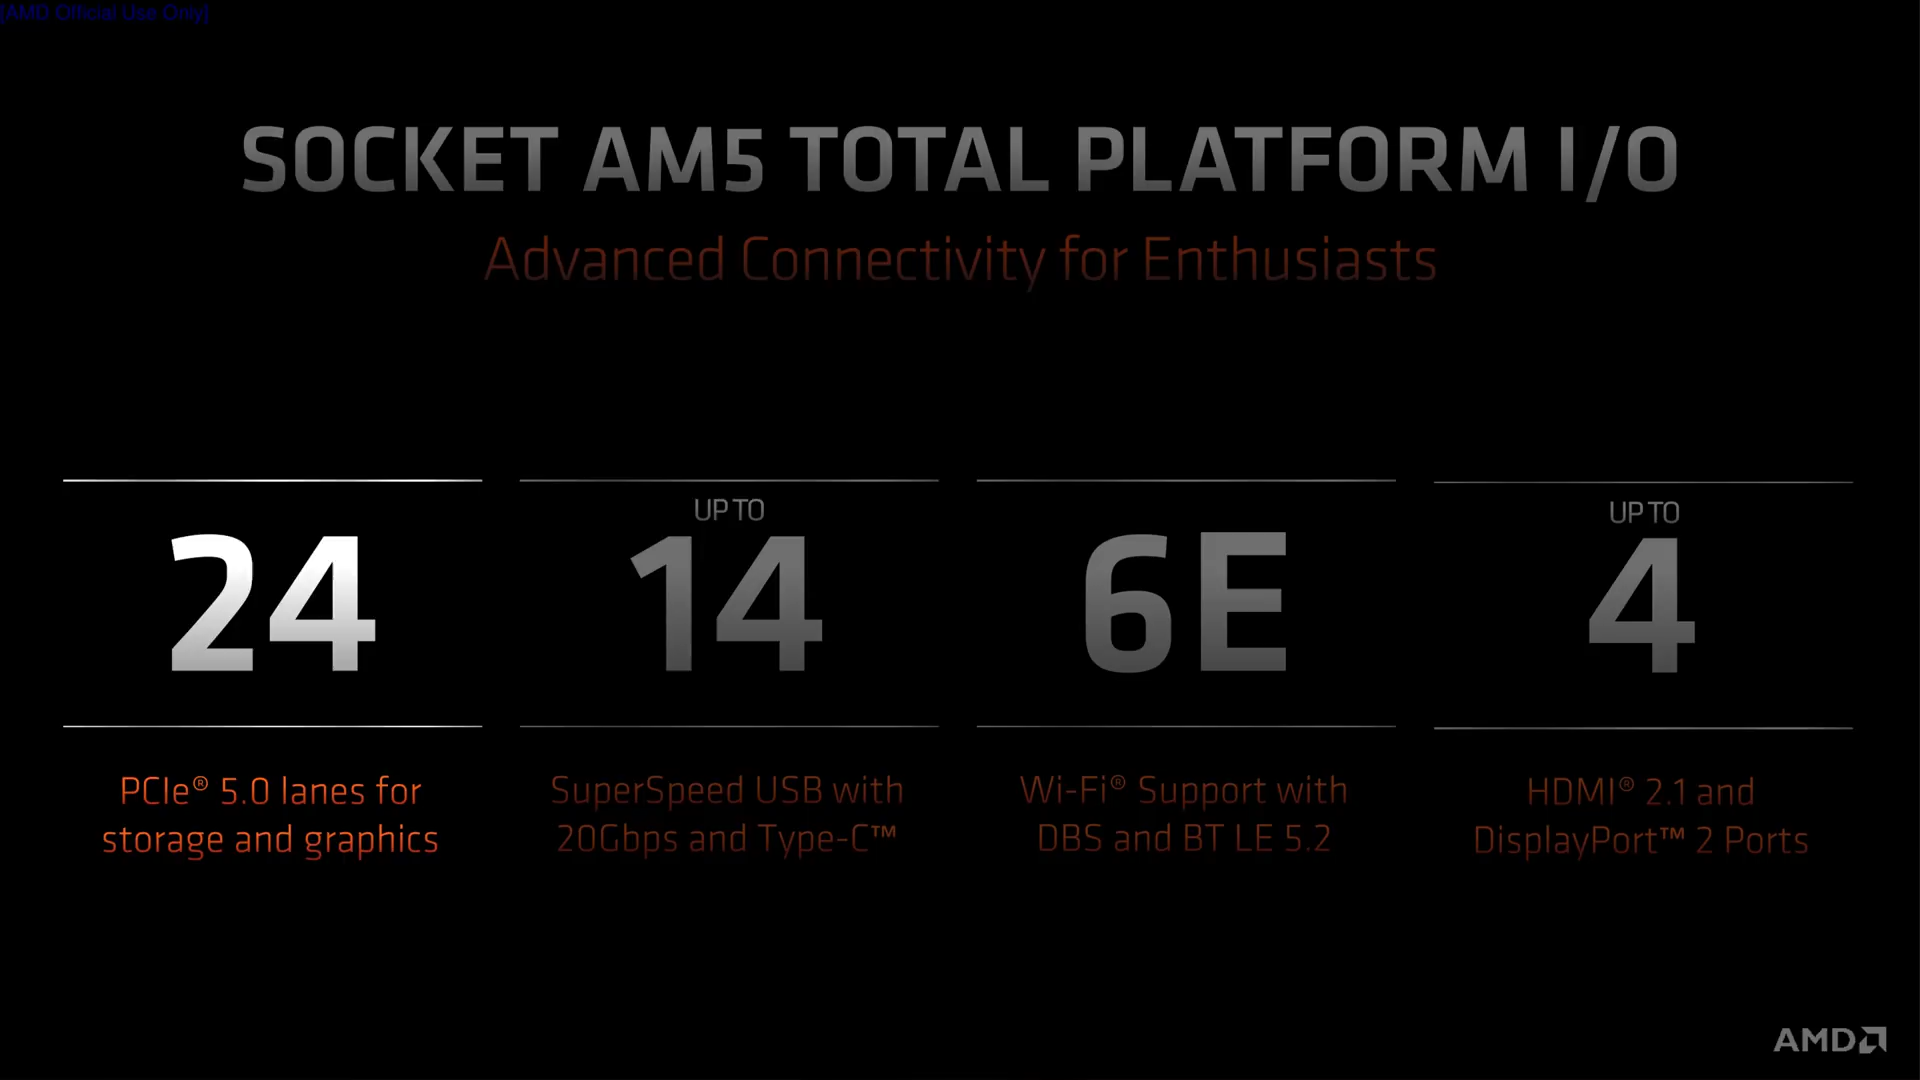 [AMD Official Use Only]
SOCKET AM5 TOTAL PLATFORM I/O
Advanced Connectivity for Enthusiasts
24
PCIe® 5.0 lanes for
storage and graphics
UP TO
14
SuperSpeed USB with
20Gbps and Type-C™
6E
Wi-Fi® Support with
DBS and BT LE 5.2
UP TO
4
HDMI® 2.1 and
DisplayPort™ 2 Ports
AMD